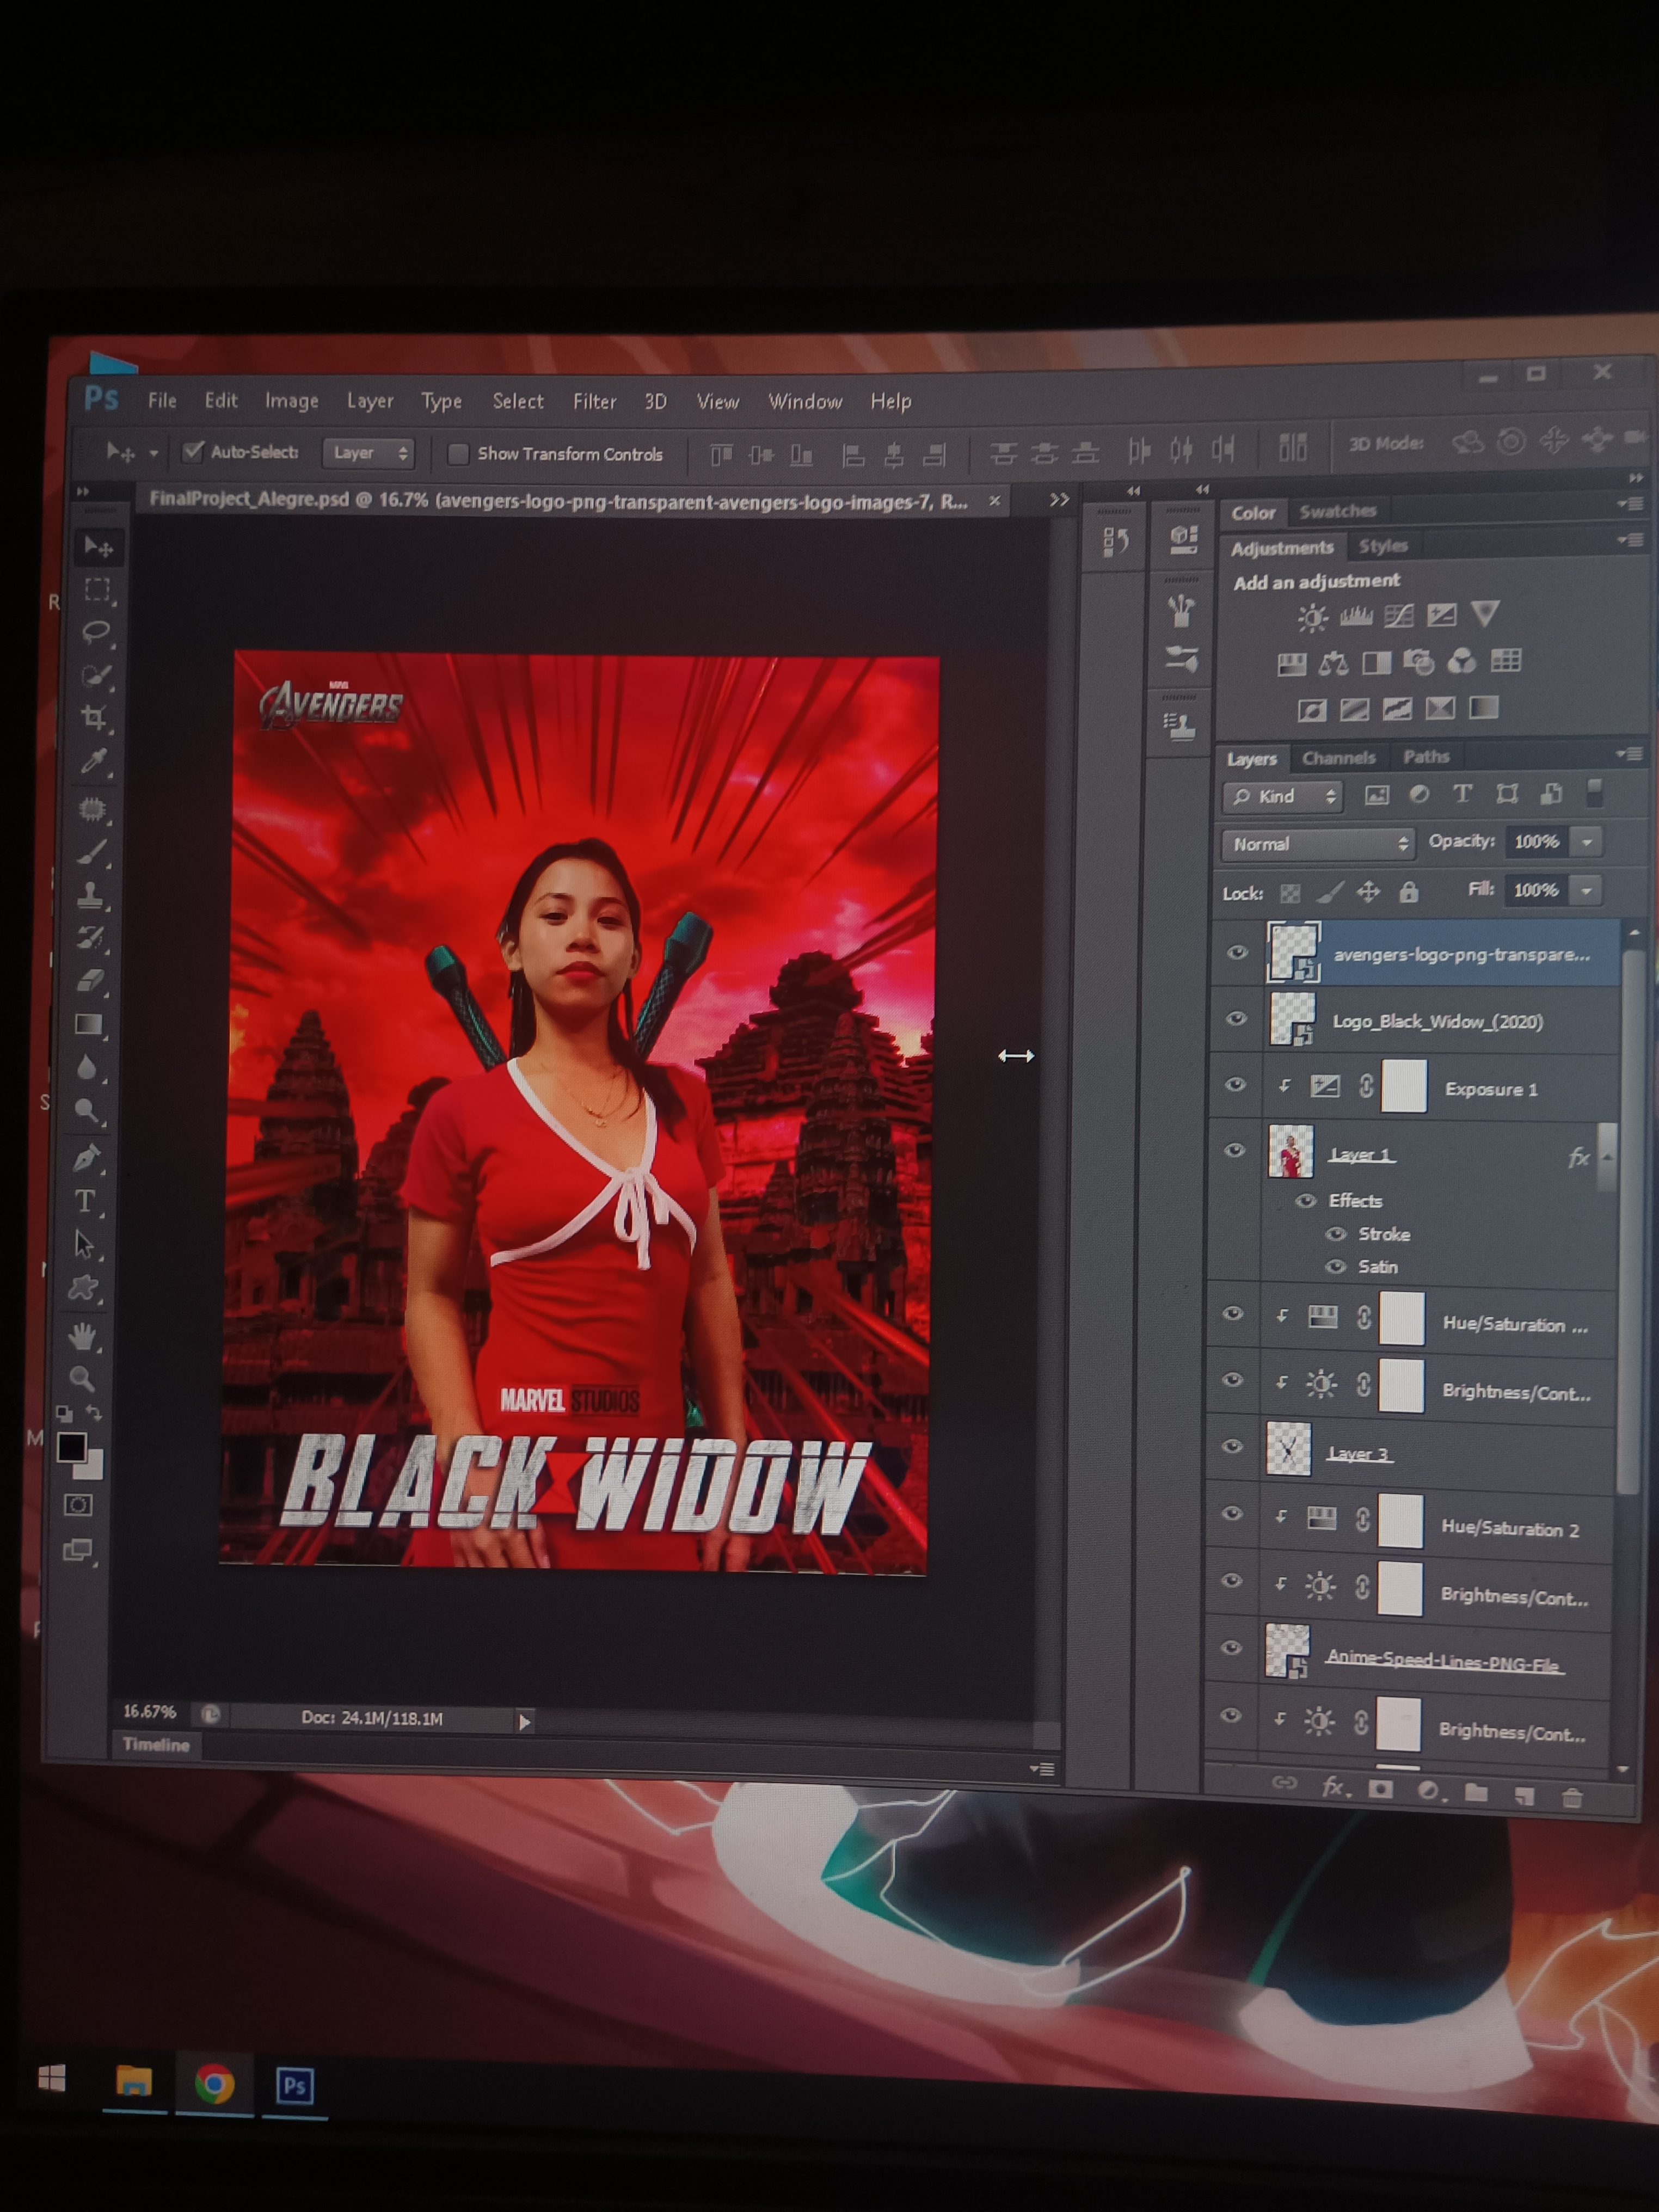 Ps File Edit Image Layer Type Select Filter 3D View Window Help
Auto-Select: Layer Show Transform Controls 3D Mode:
FinalProject_Alegre.psd @ 16.7% (avengers-logo-png-transparent-avengers-logo-images-7, R... ×
Color Swatches
Adjustments Styles
Add an adjustment
Layers Channels Paths
Kind
Normal Opacity: 100%
Lock: Fill: 100%
avengers-logo-png-transpare...
Logo_Black_Widow_(2020)
Exposure 1
Layer 1 fx
Effects
Stroke
Satin
Hue/Saturation ...
Brightness/Cont...
Layer 3
Hue/Saturation 2
Brightness/Cont...
Anime-Speed-Lines-PNG-File
Brightness/Cont...
fx
MARVEL
AVENGERS
MARVEL STUDIOS
BLACK WIDOW
16.67% Doc: 24.1M/118.1M
Timeline
R
S
M
Ps